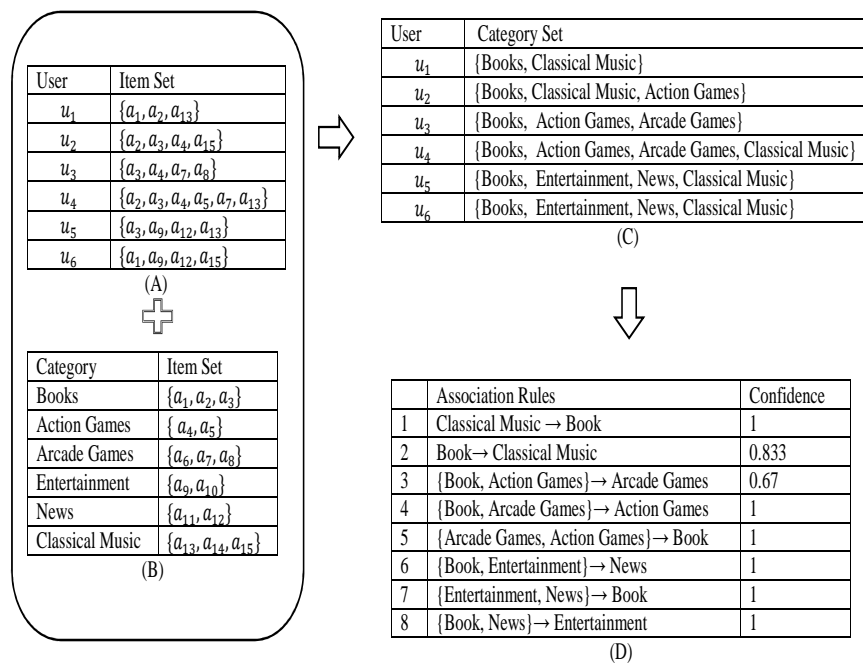 User Item Set
u₁ {a₁, a₂, a₁₃}
u₂ {a₂, a₃, a₄, a₁₅}
u₃ {a₃, a₄, a₇, a₈}
u₄ {a₂, a₃, a₄, a₅, a₇, a₁₃}
u₅ {a₃, a₉, a₁₂, a₁₃}
u₆ {a₁, a₉, a₁₂, a₁₅}
(A)
Category Item Set
Books {a₁, a₂, a₃}
Action Games { a₄, a₅}
Arcade Games {a₆, a₇, a₈}
Entertainment {a₉, a₁₀}
News {a₁₁, a₁₂}
Classical Music {a₁₃, a₁₄, a₁₅}
(B)
User Category Set
u₁ {Books, Classical Music}
u₂ {Books, Classical Music, Action Games}
u₃ {Books, Action Games, Arcade Games}
u₄ {Books, Action Games, Arcade Games, Classical Music}
u₅ {Books, Entertainment, News, Classical Music}
u₆ {Books, Entertainment, News, Classical Music}
(C)
Association Rules Confidence
1 Classical Music → Book 1
2 Book→ Classical Music 0.833
3 {Book, Action Games}→ Arcade Games 0.67
4 {Book, Arcade Games}→ Action Games 1
5 {Arcade Games, Action Games}→ Book 1
6 {Book, Entertainment}→ News 1
7 {Entertainment, News}→ Book 1
8 {Book, News}→ Entertainment 1
(D)